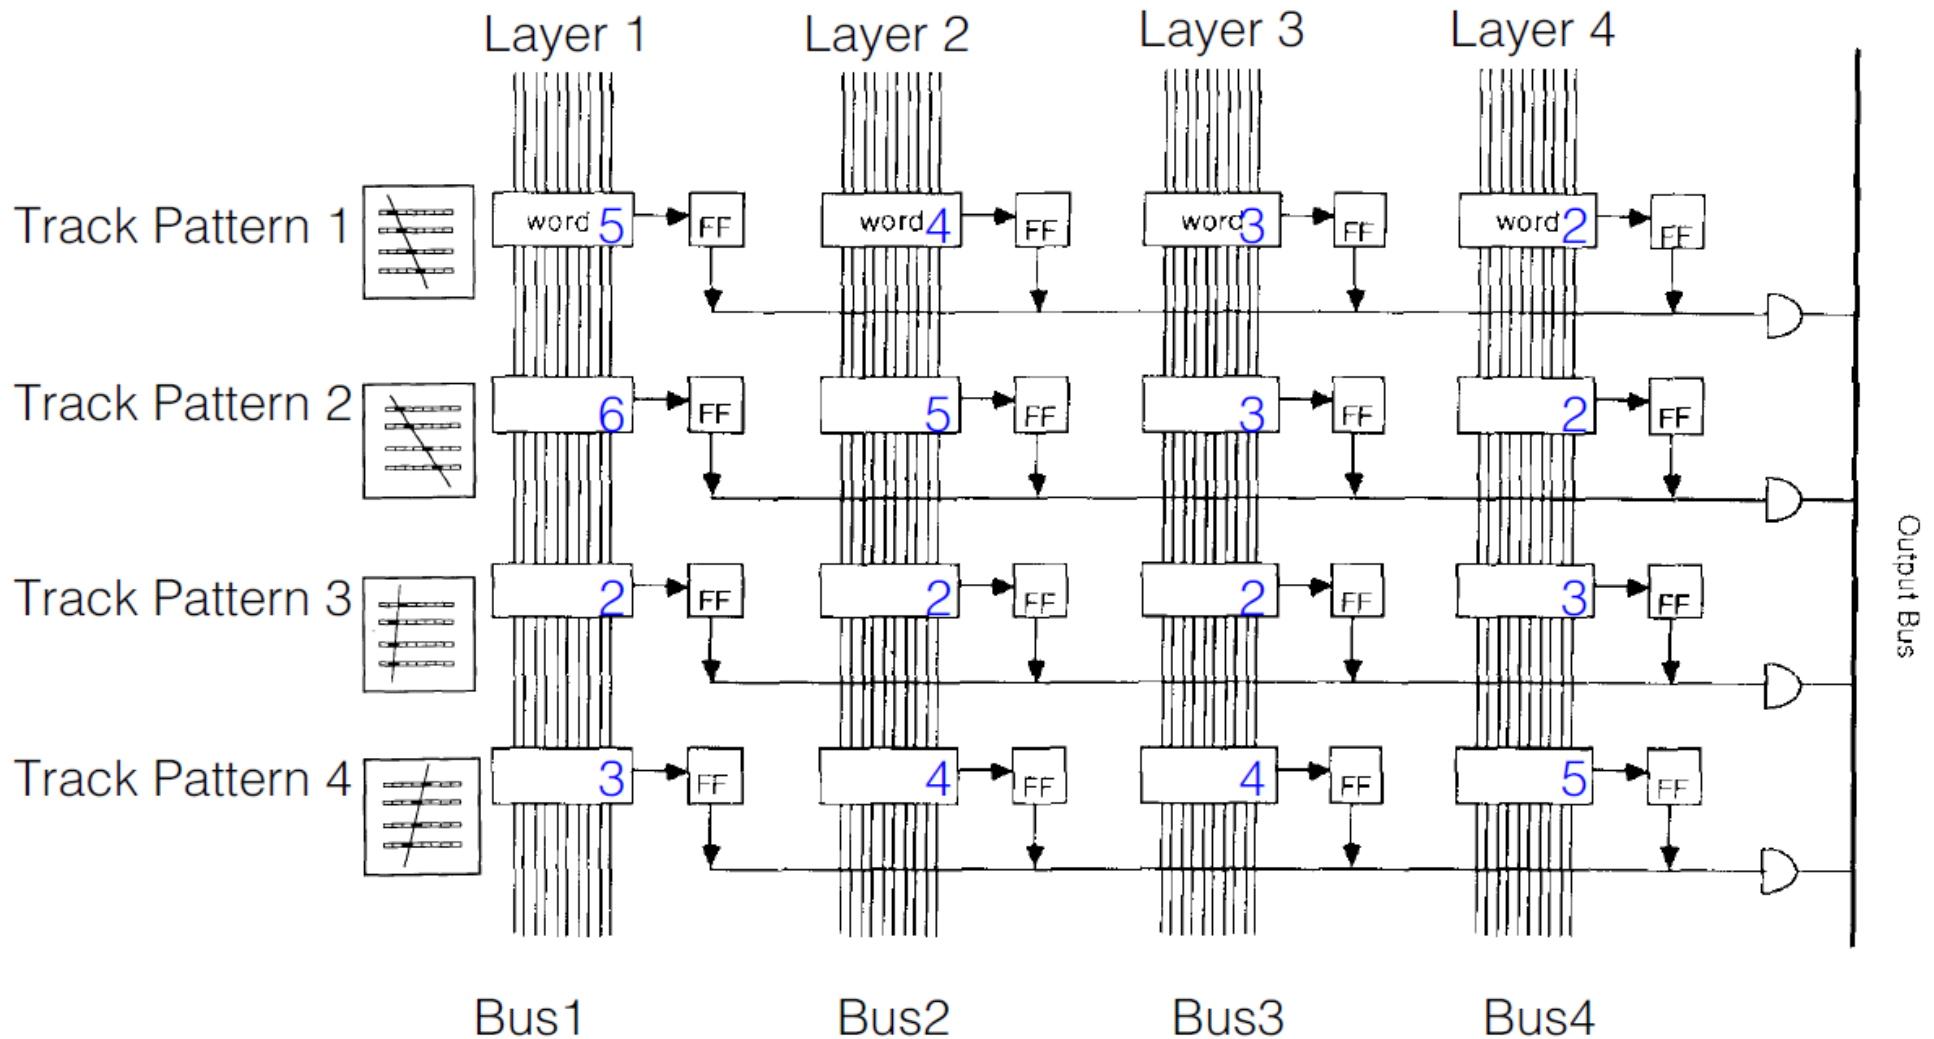 Layer 1 Layer 2 Layer 3 Layer 4
Track Pattern 1 word 5 FF word 4 FF word 3 FF word 2 FF
Track Pattern 2 6 FF 5 FF 3 FF 2 FF
Track Pattern 3 2 FF 2 FF 2 FF 3 FF
Track Pattern 4 3 FF 4 FF 4 FF 5 FF
Output Bus
Bus1 Bus2 Bus3 Bus4